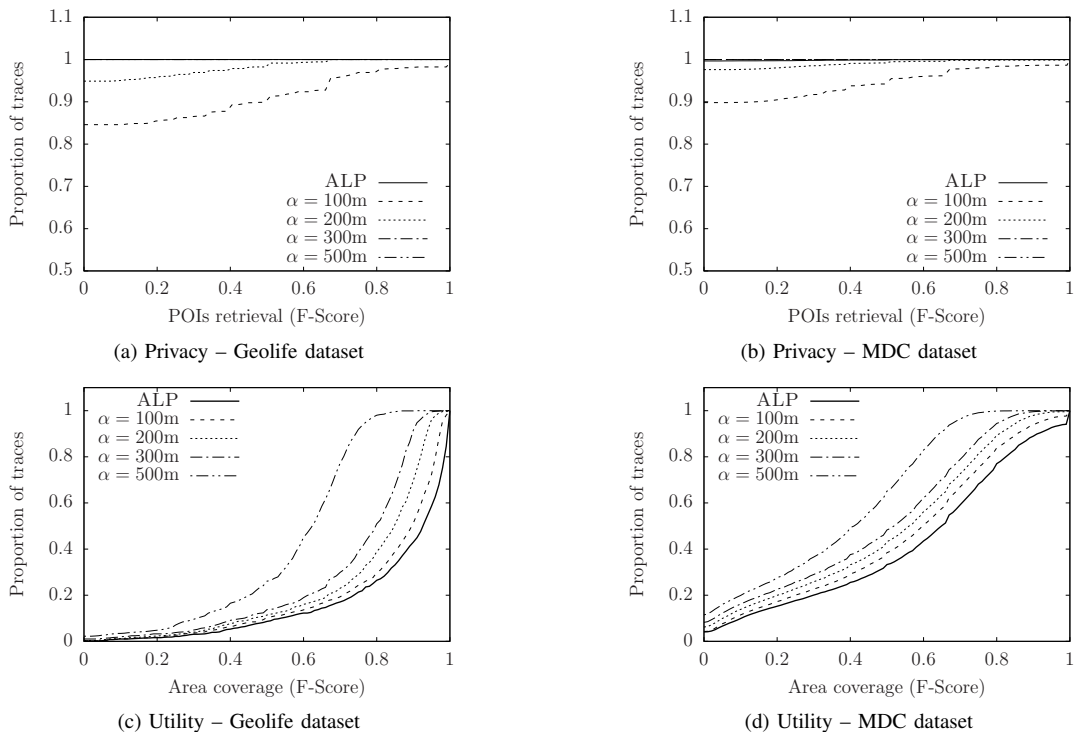 1.1
1
0.9
0.8
0.7
0.6
0.5
Proportion of traces
ALP
α = 100m
α = 200m
α = 300m
α = 500m
0 0.2 0.4 0.6 0.8 1
POIs retrieval (F-Score)
(a) Privacy – Geolife dataset
1.1
1
0.9
0.8
0.7
0.6
0.5
Proportion of traces
ALP
α = 100m
α = 200m
α = 300m
α = 500m
0 0.2 0.4 0.6 0.8 1
POIs retrieval (F-Score)
(b) Privacy – MDC dataset
1
0.8
0.6
0.4
0.2
0
Proportion of traces
ALP
α = 100m
α = 200m
α = 300m
α = 500m
0 0.2 0.4 0.6 0.8 1
Area coverage (F-Score)
(c) Utility – Geolife dataset
1
0.8
0.6
0.4
0.2
0
Proportion of traces
ALP
α = 100m
α = 200m
α = 300m
α = 500m
0 0.2 0.4 0.6 0.8 1
Area coverage (F-Score)
(d) Utility – MDC dataset